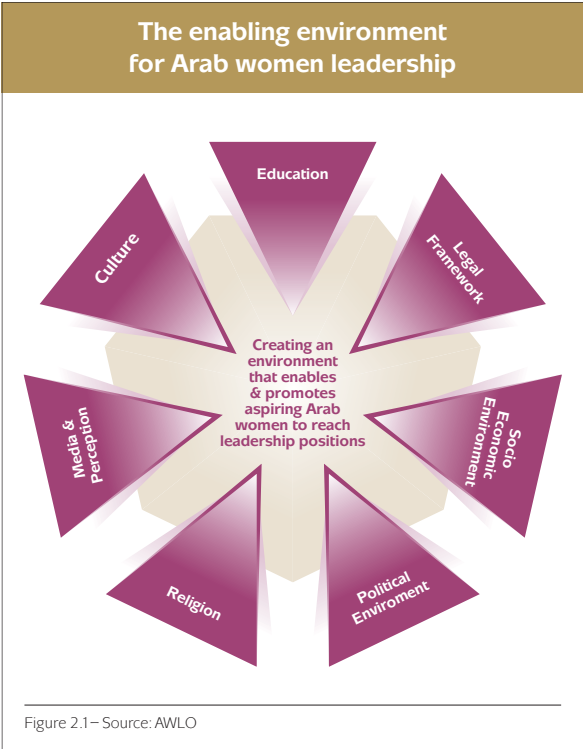 The enabling environment
for Arab women leadership
Education
Legal
Framework
Socio
Economic
Environment
Political
Enviroment
Religion
Media &
Perception
Culture
Creating an
environment
that enables
& promotes
aspiring Arab
women to reach
leadership positions
Figure 2.1– Source: AWLO